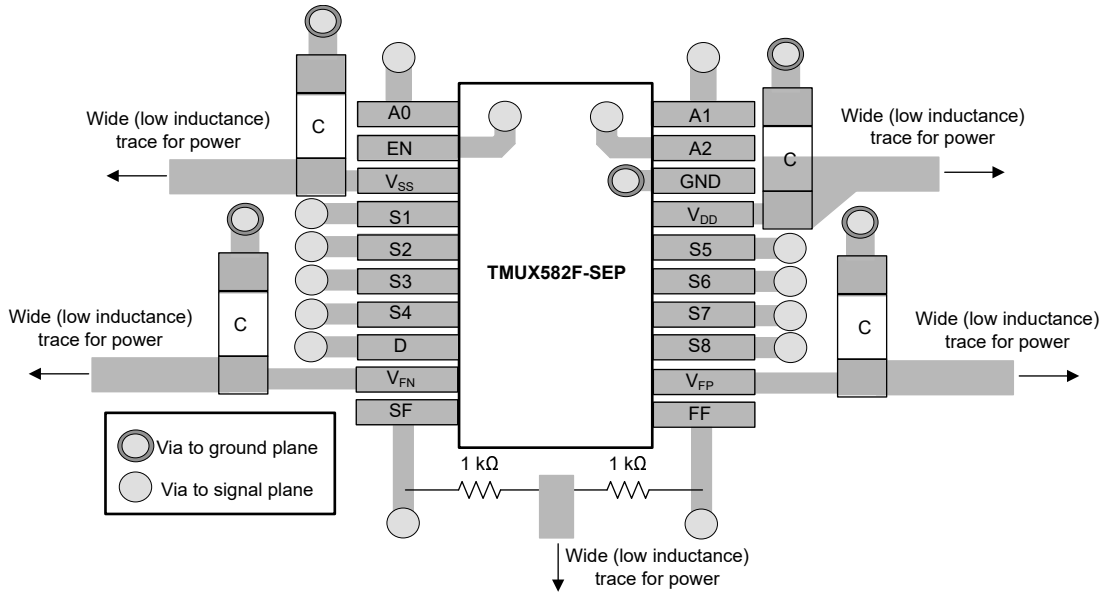 C
Wide (low inductance)
trace for power
A0
EN
VSS
S1
S2
S3
S4
D
VFN
SF
C
Wide (low inductance)
trace for power
TMUX582F-SEP
A1
A2
GND
VDD
S5
S6
S7
S8
VFP
FF
C
Wide (low inductance)
trace for power
C
Wide (low inductance)
trace for power
Via to ground plane
Via to signal plane
1 kΩ
1 kΩ
Wide (low inductance)
trace for power